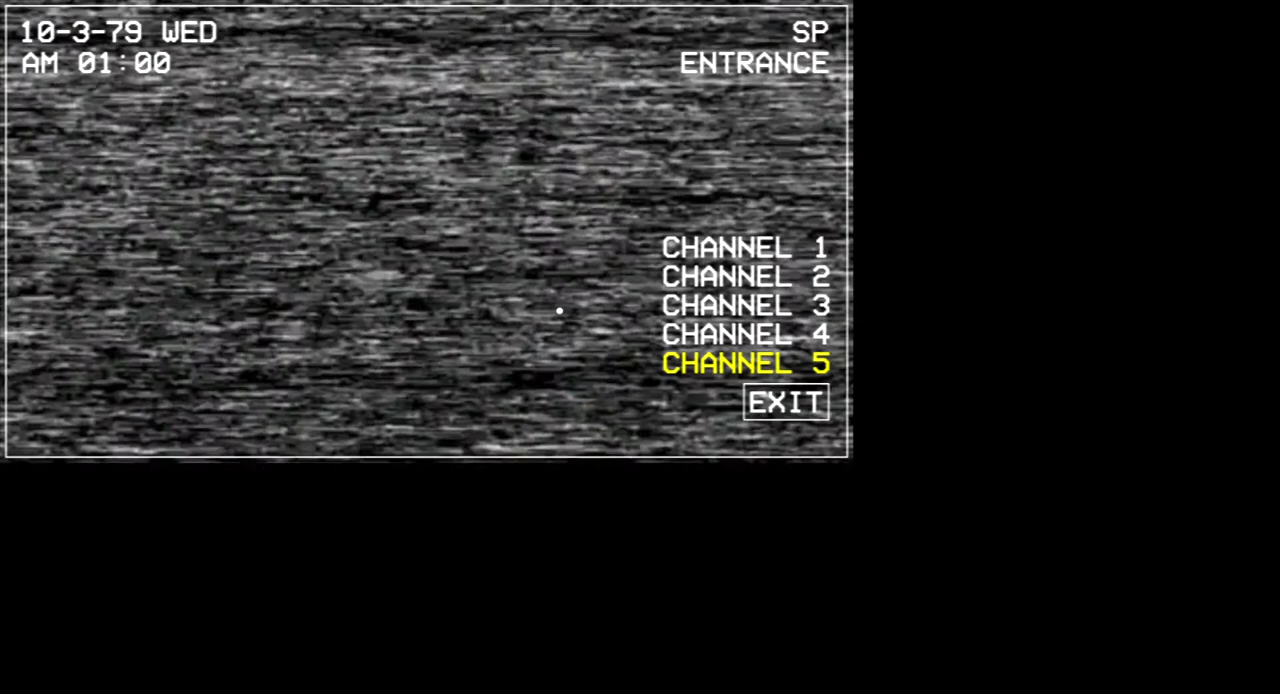 10-3-79 WED
AM 01:00
SP
ENTRANCE
CHANNEL 1
CHANNEL 2
CHANNEL 3
CHANNEL 4
CHANNEL 5
EXIT